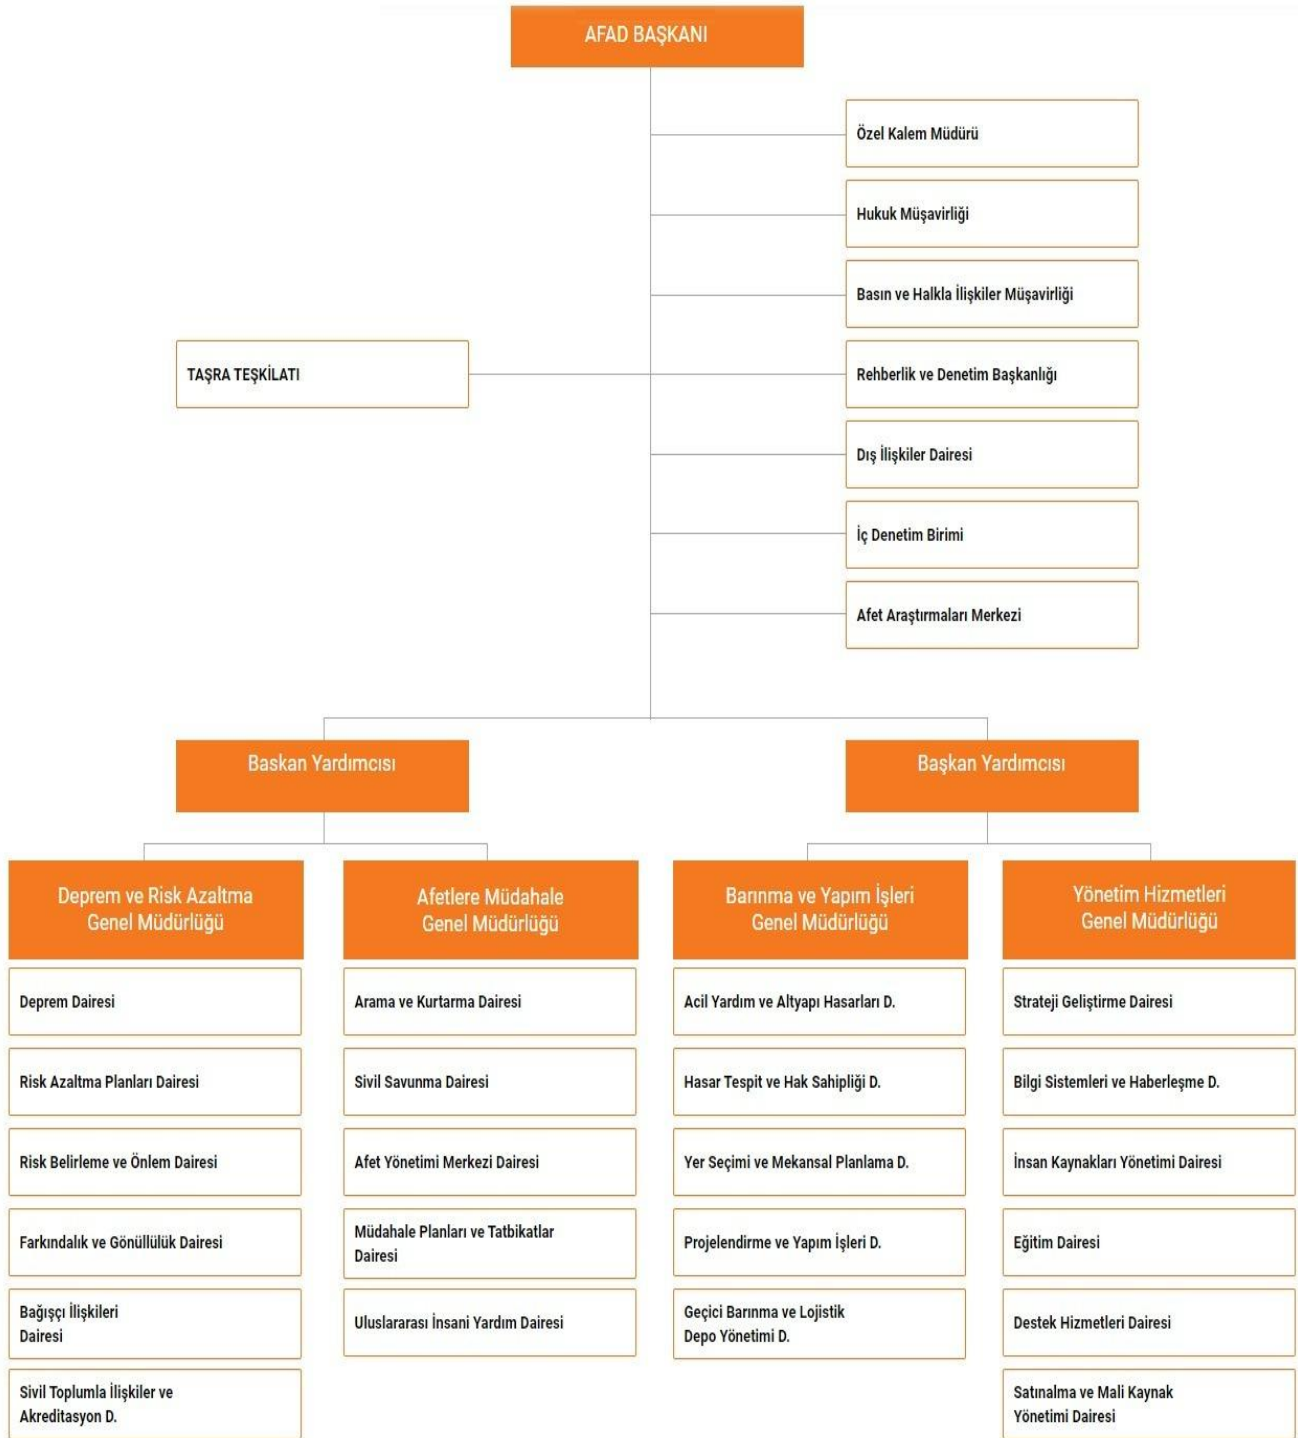 AFAD BAŞKANI
Özel Kalem Müdürü
Hukuk Müşavirliği
Basın ve Halkla İlişkiler Müşavirliği
TAŞRA TEŞKİLATI
Rehberlik ve Denetim Başkanlığı
Dış İlişkiler Dairesi
İç Denetim Birimi
Afet Araştırmaları Merkezi
Baskan Yardımcısı
Başkan Yardımcısı
Deprem ve Risk Azaltma
Genel Müdürlüğü
Deprem Dairesi
Risk Azaltma Planları Dairesi
Risk Belirleme ve Önlem Dairesi
Farkındalık ve Gönüllülük Dairesi
Bağışçı İlişkileri
Dairesi
Sivil Toplumla İlişkiler ve
Akreditasyon D.
Afetlere Müdahale
Genel Müdürlüğü
Arama ve Kurtarma Dairesi
Sivil Savunma Dairesi
Afet Yönetimi Merkezi Dairesi
Müdahale Planları ve Tatbikatlar
Dairesi
Uluslararası İnsani Yardım Dairesi
Barınma ve Yapım İşleri
Genel Müdürlüğü
Acil Yardım ve Altyapı Hasarları D.
Hasar Tespit ve Hak Sahipliği D.
Yer Seçimi ve Mekansal Planlama D.
Projelendirme ve Yapım İşleri D.
Geçici Barınma ve Lojistik
Depo Yönetimi D.
Yönetim Hizmetleri
Genel Müdürlüğü
Strateji Geliştirme Dairesi
Bilgi Sistemleri ve Haberleşme D.
İnsan Kaynakları Yönetimi Dairesi
Eğitim Dairesi
Destek Hizmetleri Dairesi
Satınalma ve Mali Kaynak
Yönetimi Dairesi